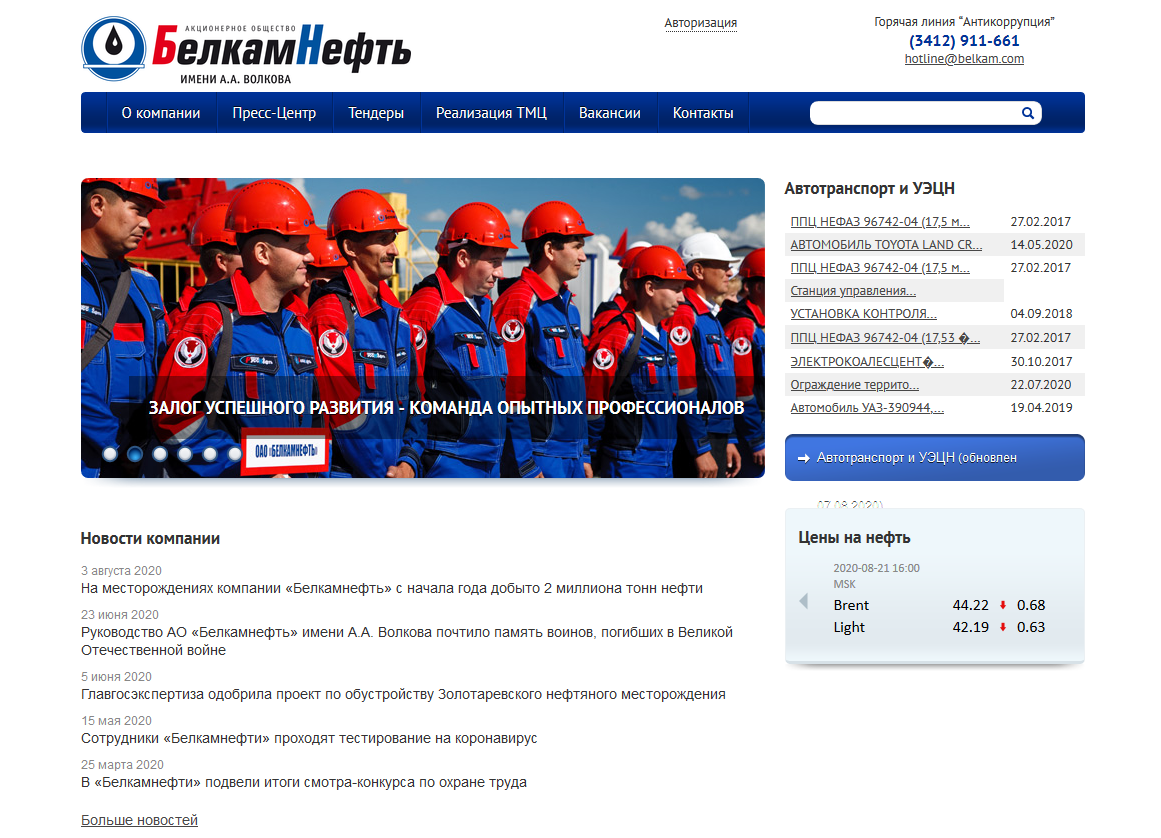 АКЦИОНЕРНОЕ ОБЩЕСТВО
БелкамНефть
ИМЕНИ А.А. ВОЛКОВА
Авторизация
Горячая линия “Антикоррупция”
(3412) 911-661
hotline@belkam.com
О компании Пресс-Центр Тендеры Реализация ТМЦ Вакансии Контакты
ЗАЛОГ УСПЕШНОГО РАЗВИТИЯ - КОМАНДА ОПЫТНЫХ ПРОФЕССИОНАЛОВ
ОАО «БЕЛКАМНЕФТЬ»
Автотранспорт и УЭЦН
ППЦ НЕФАЗ 96742-04 (17,5 м... 27.02.2017
АВТОМОБИЛЬ TOYOTA LAND CR... 14.05.2020
ППЦ НЕФАЗ 96742-04 (17,5 м... 27.02.2017
Станция управления...
УСТАНОВКА КОНТРОЛЯ... 04.09.2018
ППЦ НЕФАЗ 96742-04 (17,53 �... 27.02.2017
ЭЛЕКТРОКОАЛЕСЦЕНТ�... 30.10.2017
Ограждение террито... 22.07.2020
Автомобиль УАЗ-390944,... 19.04.2019
Автотранспорт и УЭЦН (обновлен
07.08.2020)
Цены на нефть
2020-08-21 16:00
MSK
Brent 44.22 0.68
Light 42.19 0.63
Новости компании
3 августа 2020
На месторождениях компании «Белкамнефть» с начала года добыто 2 миллиона тонн нефти
23 июня 2020
Руководство АО «Белкамнефть» имени А.А. Волкова почтило память воинов, погибших в Великой
Отечественной войне
5 июня 2020
Главгосэкспертиза одобрила проект по обустройству Золотаревского нефтяного месторождения
15 мая 2020
Сотрудники «Белкамнефти» проходят тестирование на коронавирус
25 марта 2020
В «Белкамнефти» подвели итоги смотра-конкурса по охране труда
Больше новостей